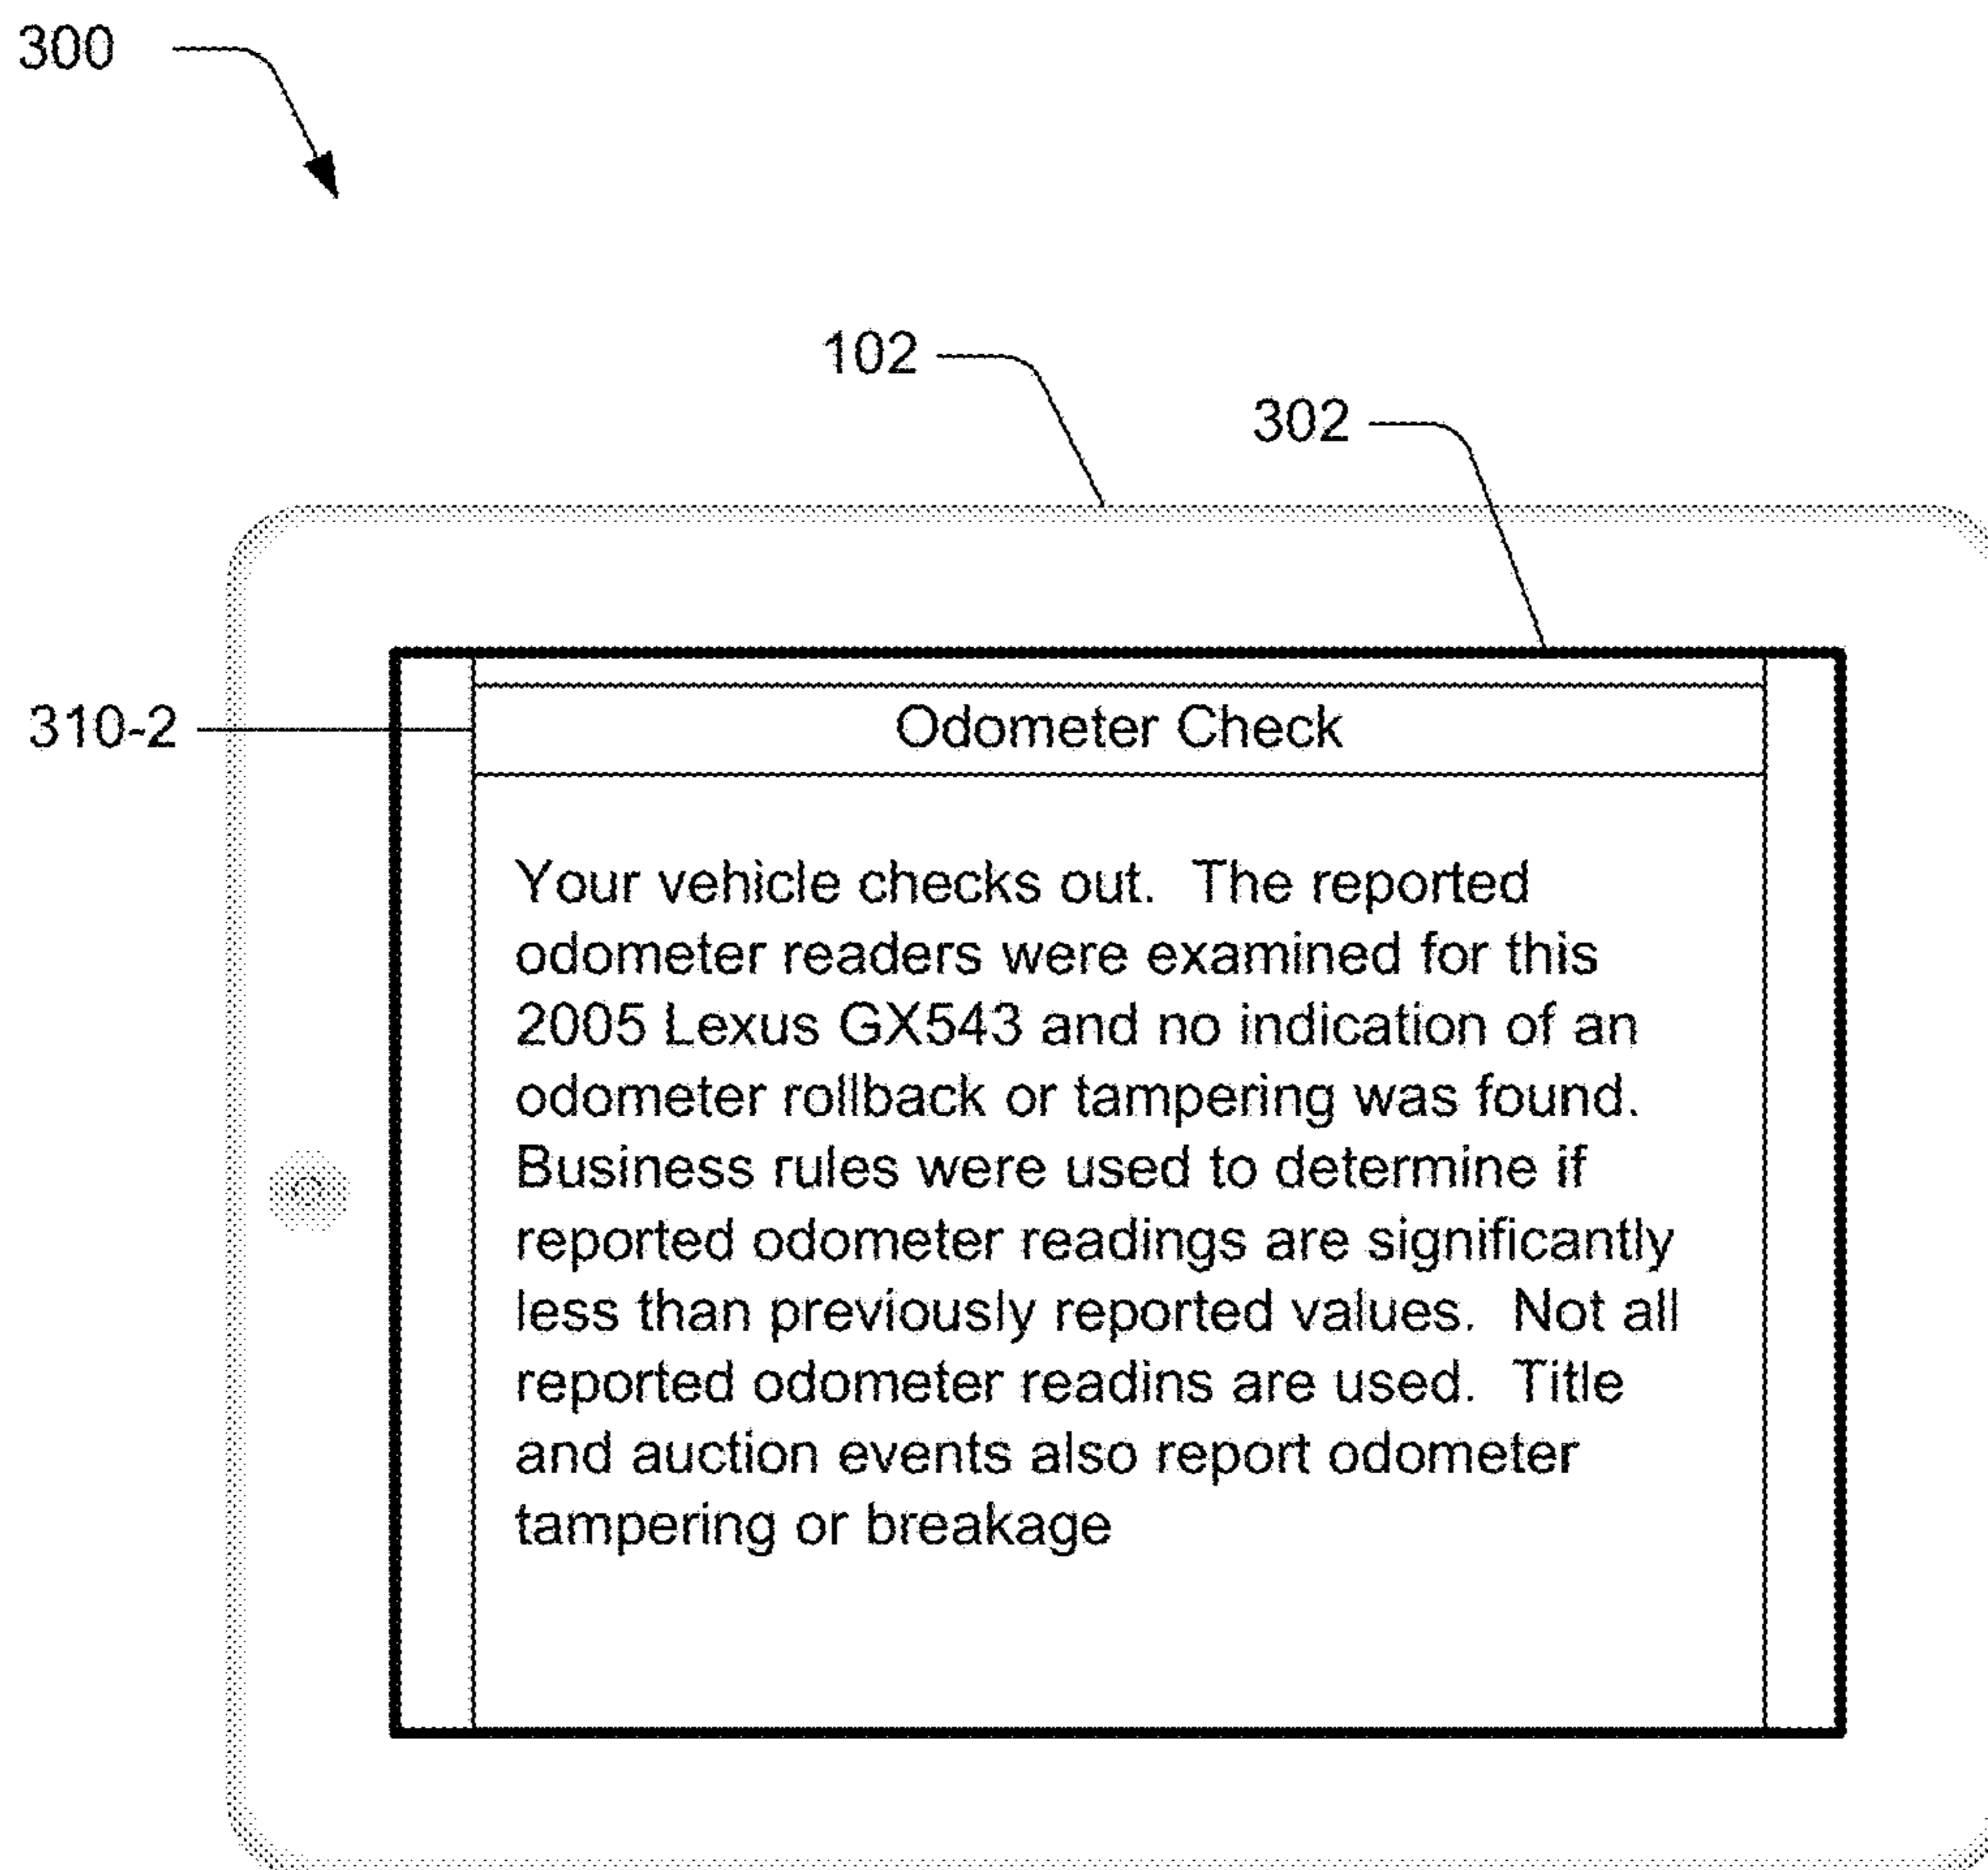 300
102
302
310-2
Odometer Check
Your vehicle checks out.  The reported
odometer readers were examined for this
2005 Lexus GX543 and no indication of an
odometer rollback or tampering was found.
Business rules were used to determine if
reported odometer readings are significantly
less than previously reported values.  Not all
reported odometer readins are used.  Title
and auction events also report odometer
tampering or breakage